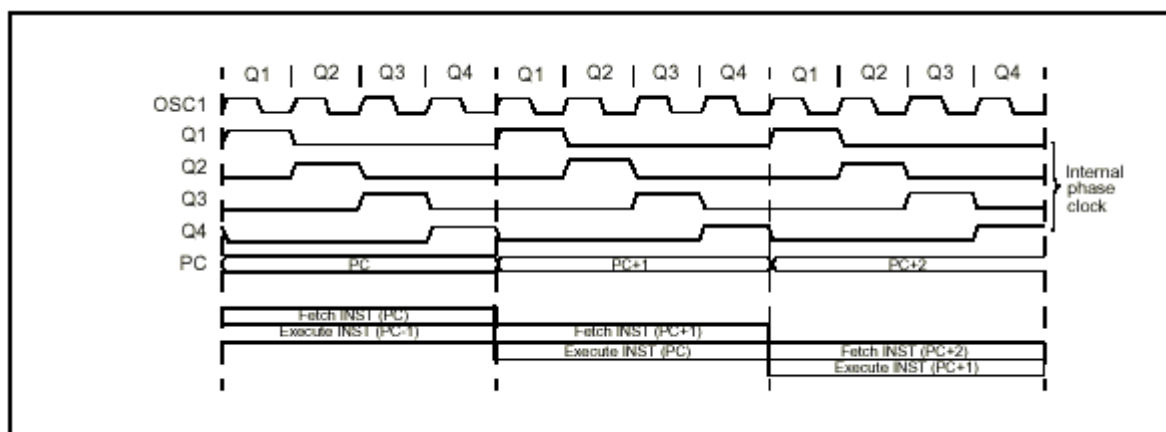 Q1 | Q2 | Q3 | Q4 | Q1 | Q2 | Q3 | Q4 | Q1 | Q2 | Q3 | Q4
OSC1
Q1
Q2
Q3
Q4
PC
Internal
phase
clock
PC PC+1 PC+2
Fetch INST (PC)
Execute INST (PC-1) Fetch INST (PC+1)
Execute INST (PC) Fetch INST (PC+2)
Execute INST (PC+1)